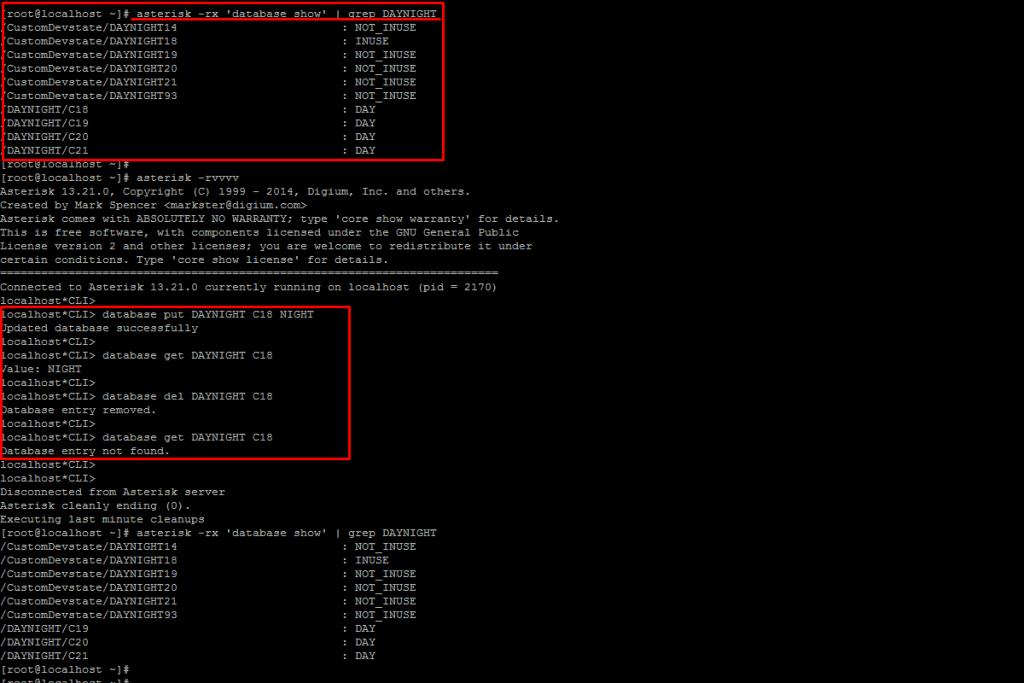 [root@localhost ~]# asterisk -rx 'database show' | grep DAYNIGHT
/CustomDevstate/DAYNIGHT14 : NOT_INUSE
/CustomDevstate/DAYNIGHT18 : INUSE
/CustomDevstate/DAYNIGHT19 : NOT_INUSE
/CustomDevstate/DAYNIGHT20 : NOT_INUSE
/CustomDevstate/DAYNIGHT21 : NOT_INUSE
/CustomDevstate/DAYNIGHT93 : NOT_INUSE
/DAYNIGHT/C18 : DAY
/DAYNIGHT/C19 : DAY
/DAYNIGHT/C20 : DAY
/DAYNIGHT/C21 : DAY
[root@localhost ~]#
[root@localhost ~]# asterisk -rvvvv
Asterisk 13.21.0, Copyright (C) 1999 - 2014, Digium, Inc. and others.
Created by Mark Spencer <markster@digium.com>
Asterisk comes with ABSOLUTELY NO WARRANTY; type 'core show warranty' for details.
This is free software, with components licensed under the GNU General Public
License version 2 and other licenses; you are welcome to redistribute it under
certain conditions. Type 'core show license' for details.
=========================================================================
Connected to Asterisk 13.21.0 currently running on localhost (pid = 2170)
localhost*CLI>
localhost*CLI> database put DAYNIGHT C18 NIGHT
Updated database successfully
localhost*CLI>
localhost*CLI> database get DAYNIGHT C18
Value: NIGHT
localhost*CLI>
localhost*CLI> database del DAYNIGHT C18
Database entry removed.
localhost*CLI>
localhost*CLI> database get DAYNIGHT C18
Database entry not found.
localhost*CLI>
localhost*CLI>
Disconnected from Asterisk server
Asterisk cleanly ending (0).
Executing last minute cleanups
[root@localhost ~]# asterisk -rx 'database show' | grep DAYNIGHT
/CustomDevstate/DAYNIGHT14 : NOT_INUSE
/CustomDevstate/DAYNIGHT18 : INUSE
/CustomDevstate/DAYNIGHT19 : NOT_INUSE
/CustomDevstate/DAYNIGHT20 : NOT_INUSE
/CustomDevstate/DAYNIGHT21 : NOT_INUSE
/CustomDevstate/DAYNIGHT93 : NOT_INUSE
/DAYNIGHT/C19 : DAY
/DAYNIGHT/C20 : DAY
/DAYNIGHT/C21 : DAY
[root@localhost ~]#
[root@localhost ~]#